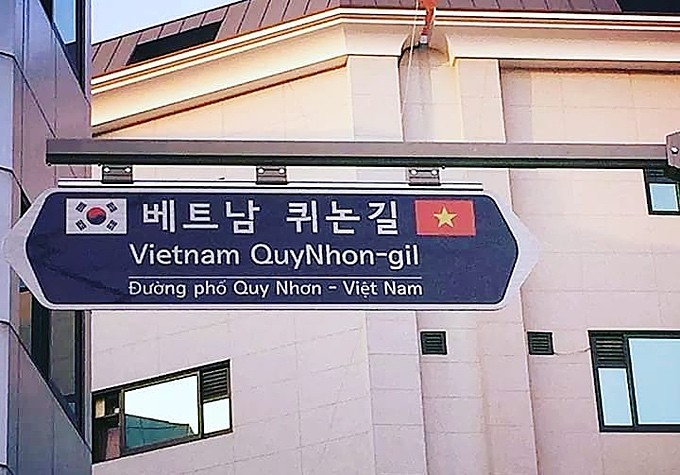 베트남 퀴논길
Vietnam QuyNhon-gil
Đường phố Quy Nhơn - Việt Nam